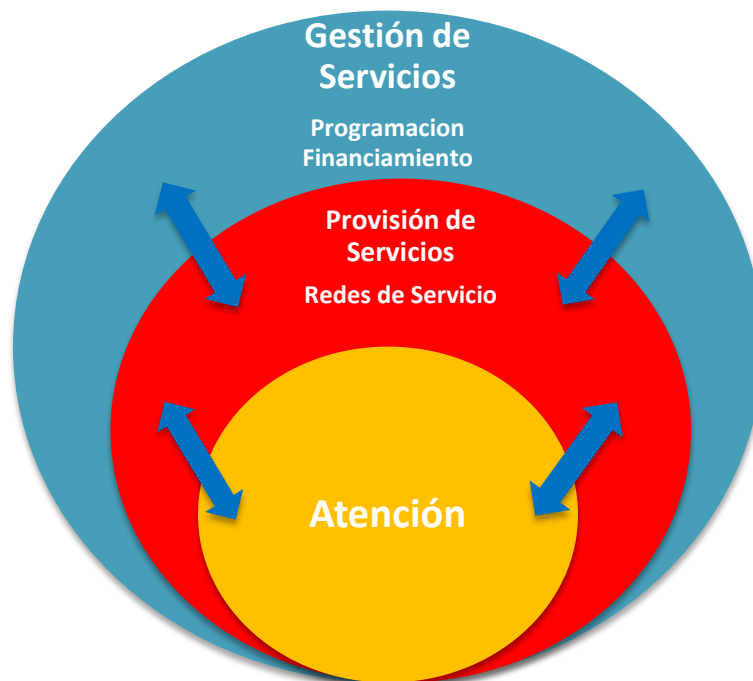 Gestión de
Servicios
Programacion
Financiamiento
Provisión de
Servicios
Redes de Servicio
Atención